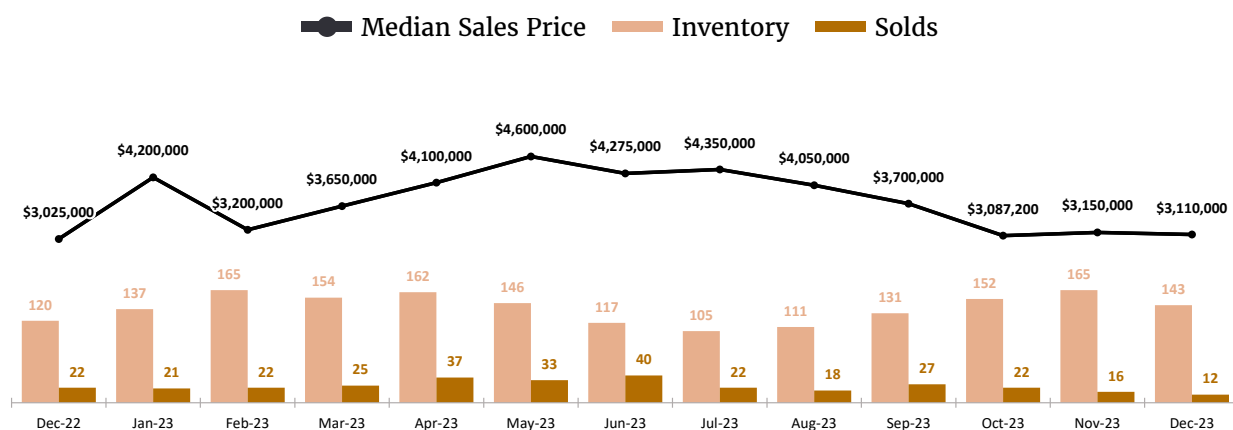 Median Sales Price Inventory Solds
$4,600,000
$4,275,000 $4,350,000
$4,200,000 $4,100,000 $4,050,000
$3,650,000 $3,700,000
$3,025,000 $3,200,000 $3,087,200 $3,150,000 $3,110,000
165 154 162 165
120 137 146 117 105 111 131 152 143
22 21 22 25 37 33 40 22 18 27 22 16 12
Dec-22 Jan-23 Feb-23 Mar-23 Apr-23 May-23 Jun-23 Jul-23 Aug-23 Sep-23 Oct-23 Nov-23 Dec-23